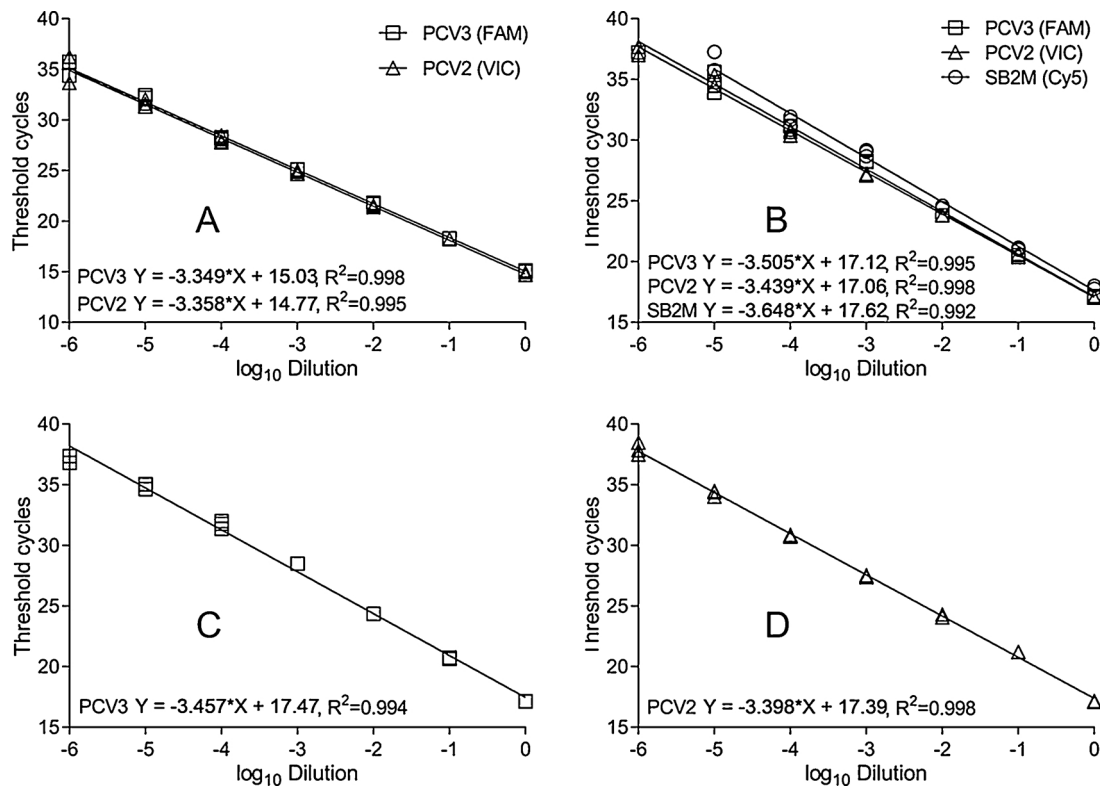 PCV3 (FAM)
PCV2 (VIC)
Threshold cycles
40
35
30
25
20
15
10
A
PCV3 Y = -3.349*X + 15.03, R²=0.998
PCV2 Y = -3.358*X + 14.77, R²=0.995
-6 -5 -4 -3 -2 -1 0
log₁₀ Dilution
PCV3 (FAM)
PCV2 (VIC)
SB2M (Cy5)
Threshold cycles
40
35
30
25
20
15
B
PCV3 Y = -3.505*X + 17.12, R²=0.995
PCV2 Y = -3.439*X + 17.06, R²=0.998
SB2M Y = -3.648*X + 17.62, R²=0.992
-6 -5 -4 -3 -2 -1 0
log₁₀ Dilution
Threshold cycles
40
35
30
25
20
15
C
PCV3 Y = -3.457*X + 17.47, R²=0.994
-6 -5 -4 -3 -2 -1 0
log₁₀ Dilution
Threshold cycles
40
35
30
25
20
15
D
PCV2 Y = -3.398*X + 17.39, R²=0.998
-6 -5 -4 -3 -2 -1 0
log₁₀ Dilution